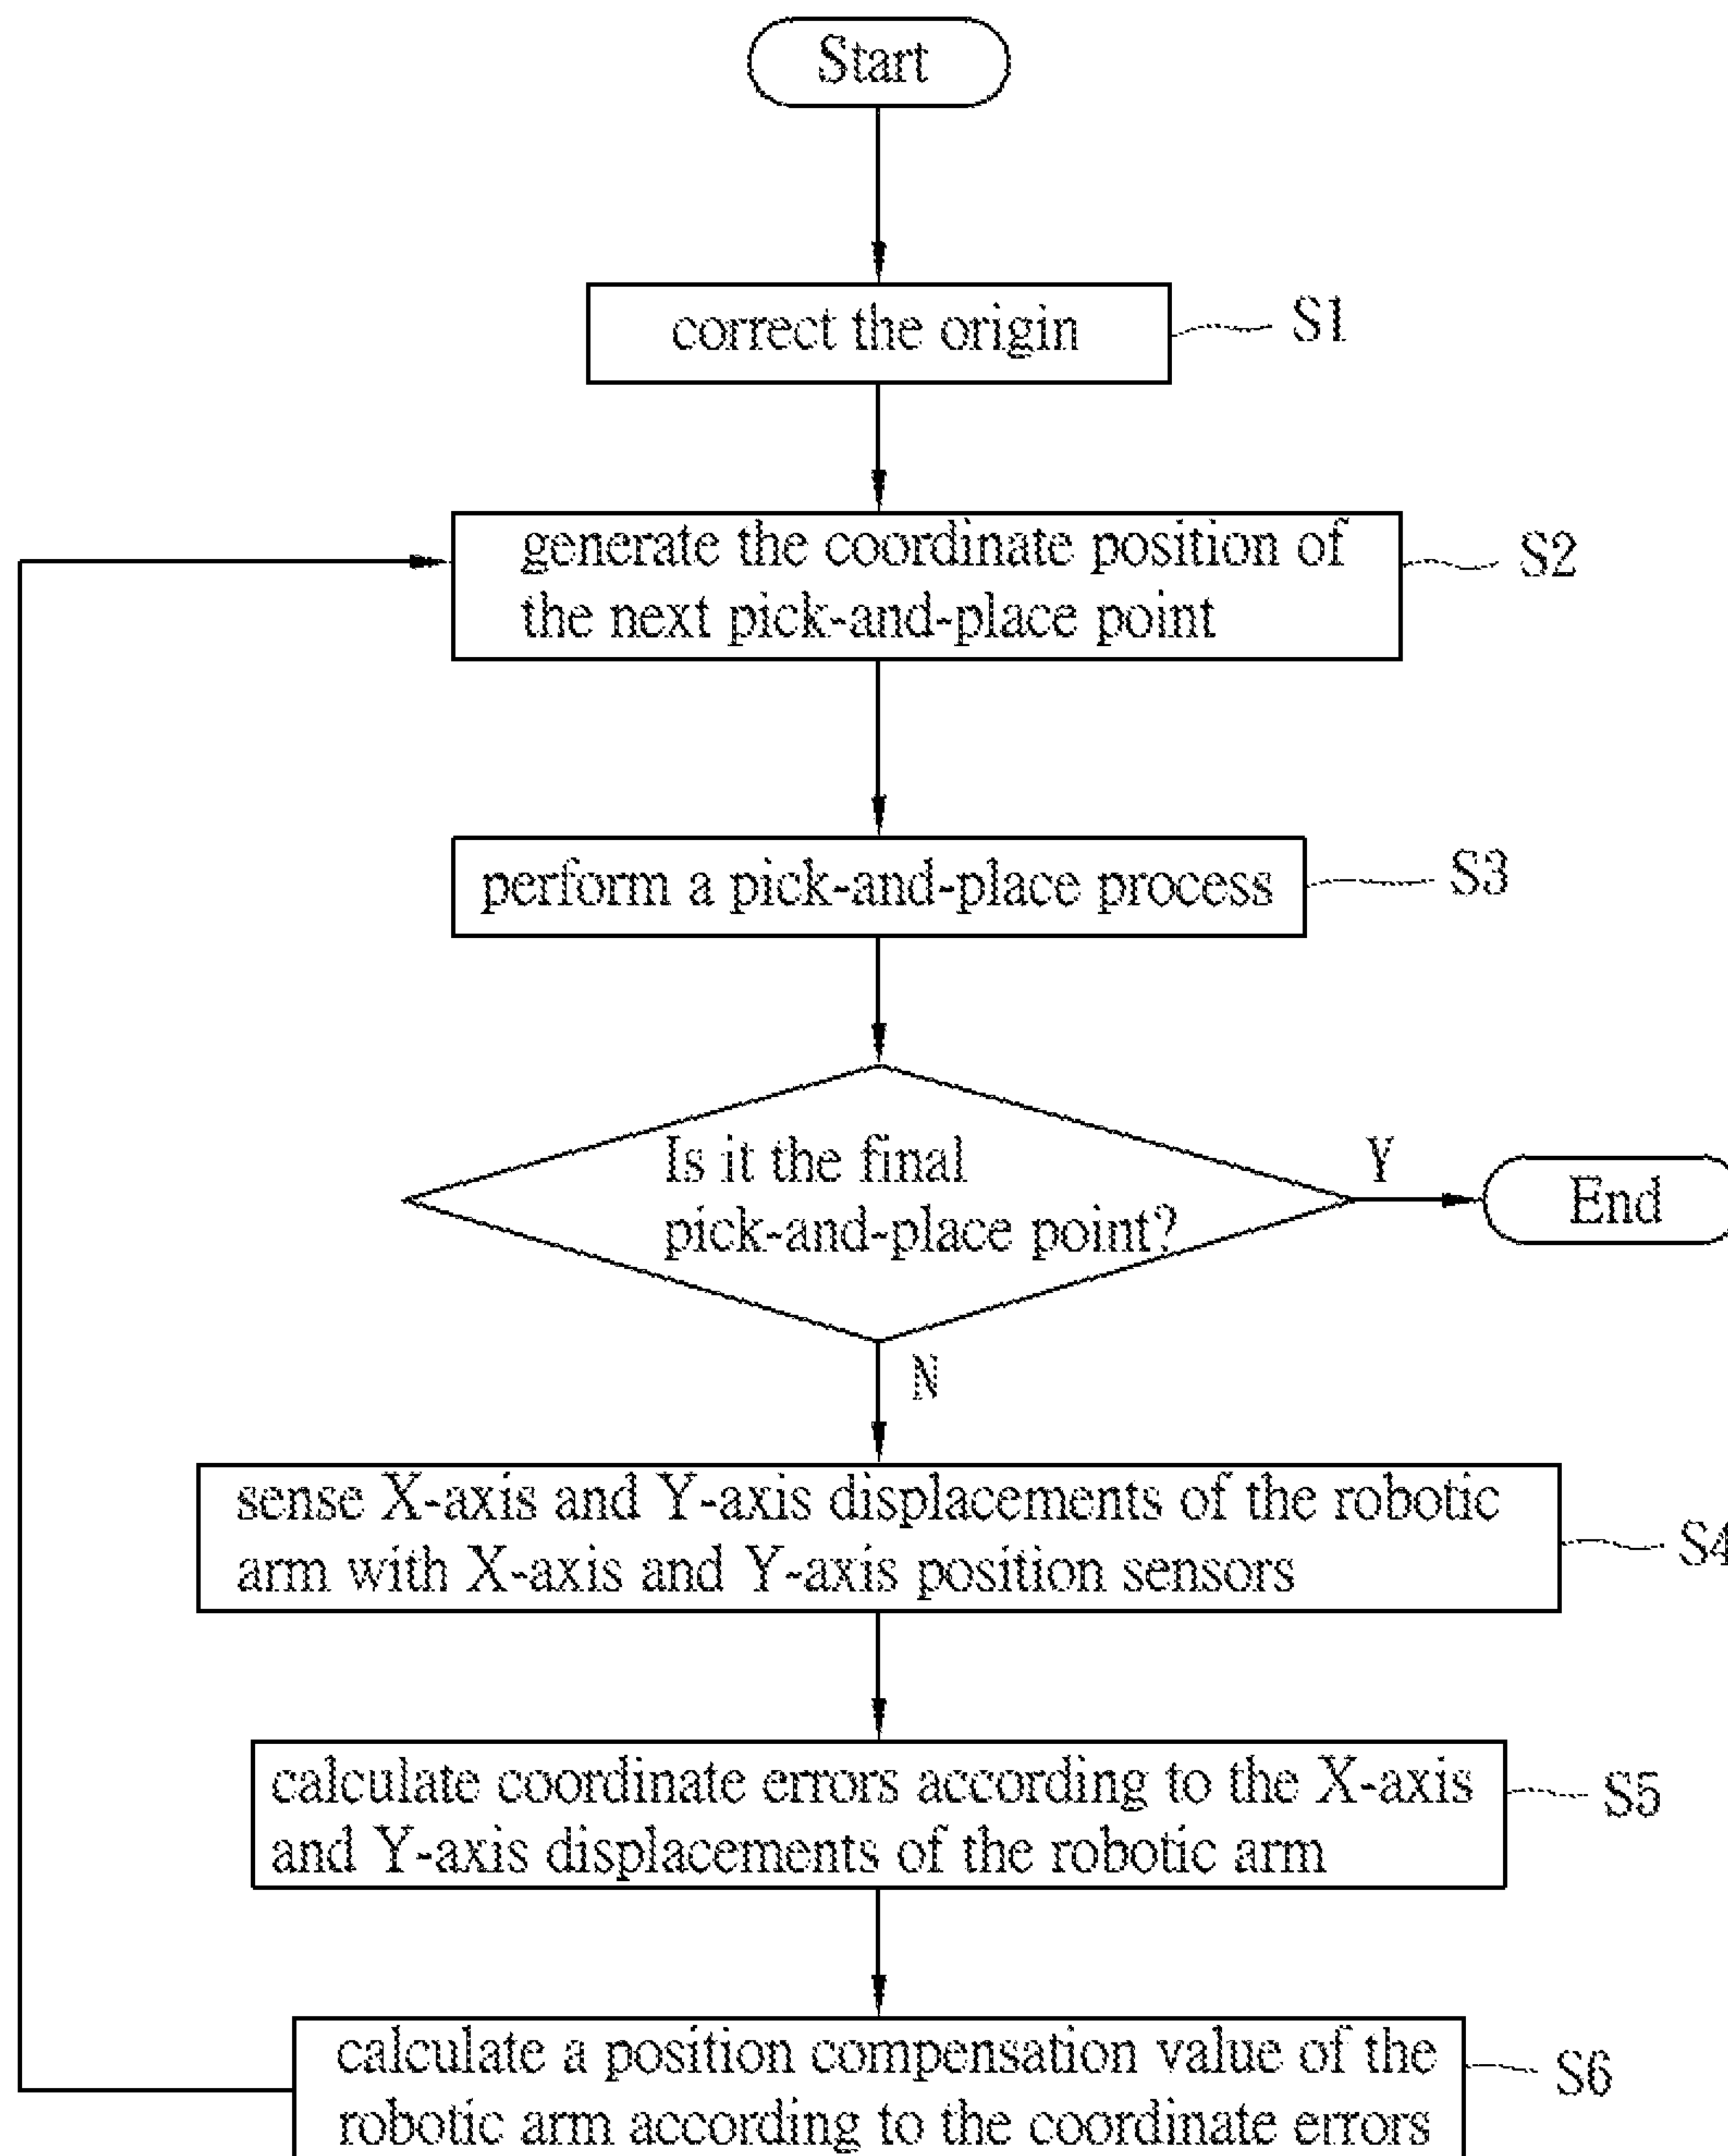 Start
correct the origin
S1
generate the coordinate position of
the next pick-and-place point
S2
perform a pick-and-place process
S3
Is it the final
pick-and-place point?
Y
End
N
sense X-axis and Y-axis displacements of the robotic
arm with X-axis and Y-axis position sensors
S4
calculate coordinate errors according to the X-axis
and Y-axis displacements of the robotic arm
S5
calculate a position compensation value of the
robotic arm according to the coordinate errors
S6